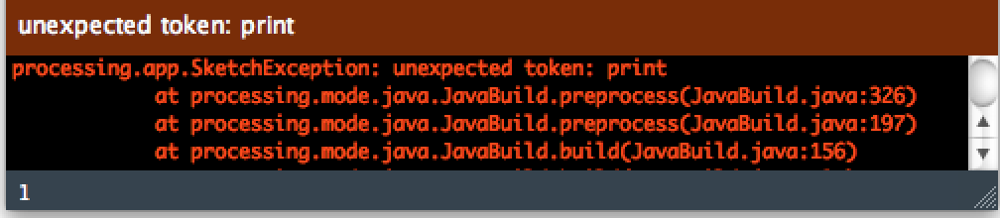 unexpected token: print
processing.app.SketchException: unexpected token: print
at processing.mode.java.JavaBuild.preprocess(JavaBuild.java:326)
at processing.mode.java.JavaBuild.preprocess(JavaBuild.java:197)
at processing.mode.java.JavaBuild.build(JavaBuild.java:156)
1